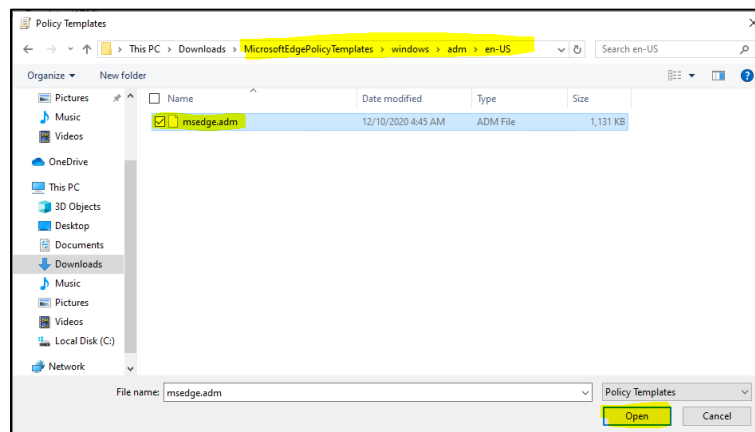 Policy Templates
This PC > Downloads > MicrosoftEdgePolicyTemplates > windows > adm > en-US
Search en-US
Organize New folder
Name Date modified Type Size
msedge.adm 12/10/2020 4:45 AM ADM File 1,131 KB
Pictures
Music
Videos
OneDrive
This PC
3D Objects
Desktop
Documents
Downloads
Music
Pictures
Videos
Local Disk (C:)
Network
File name: msedge.adm Policy Templates
Open Cancel